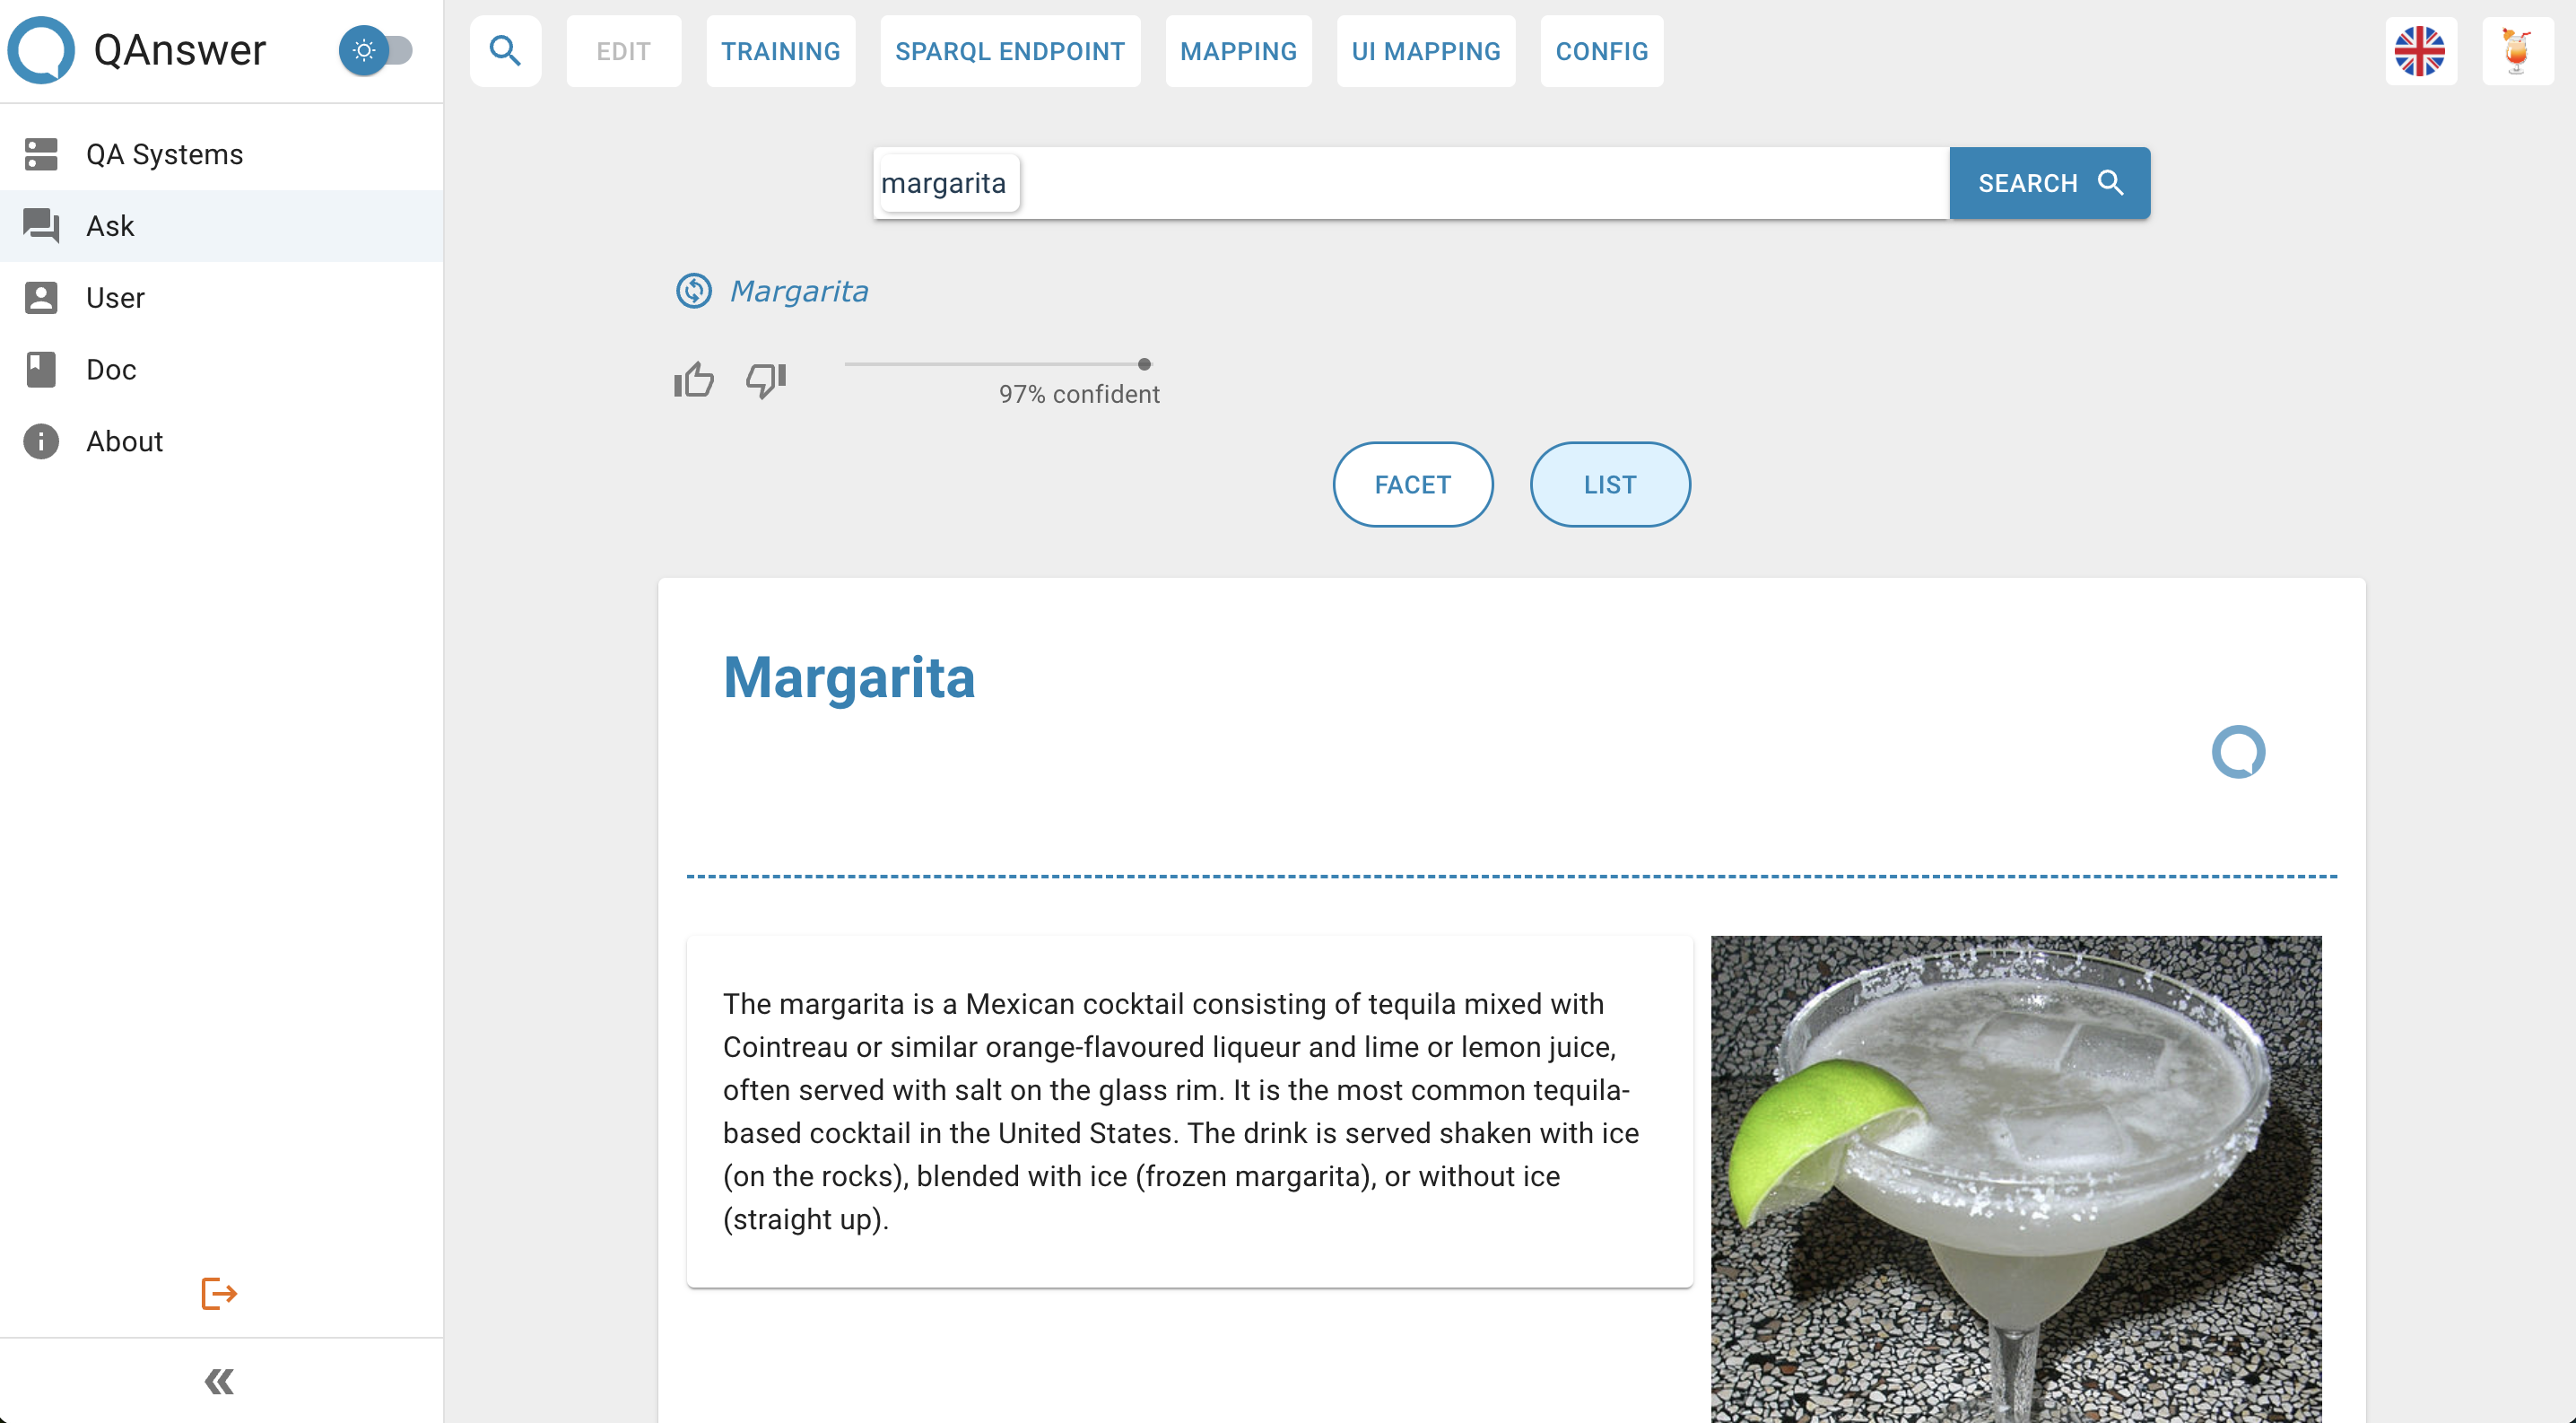 QAnswer
QA Systems
Ask
User
Doc
About
EDIT
TRAINING
SPARQL ENDPOINT
MAPPING
UI MAPPING
CONFIG
margarita
SEARCH
Margarita
97% confident
FACET
LIST
Margarita
The margarita is a Mexican cocktail consisting of tequila mixed with
Cointreau or similar orange-flavoured liqueur and lime or lemon juice,
often served with salt on the glass rim. It is the most common tequila-
based cocktail in the United States. The drink is served shaken with ice
(on the rocks), blended with ice (frozen margarita), or without ice
(straight up).